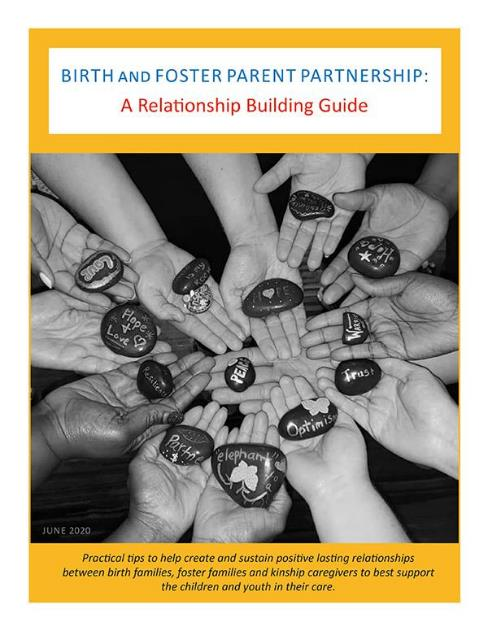 BIRTH AND FOSTER PARENT PARTNERSHIP:
A Relationship Building Guide
Love
Hope
Hope
+
Love
Trust
PEACE
Optimism
elephant
JUNE 2020
Practical tips to help create and sustain positive lasting relationships
between birth families, foster families and kinship caregivers to best support
the children and youth in their care.